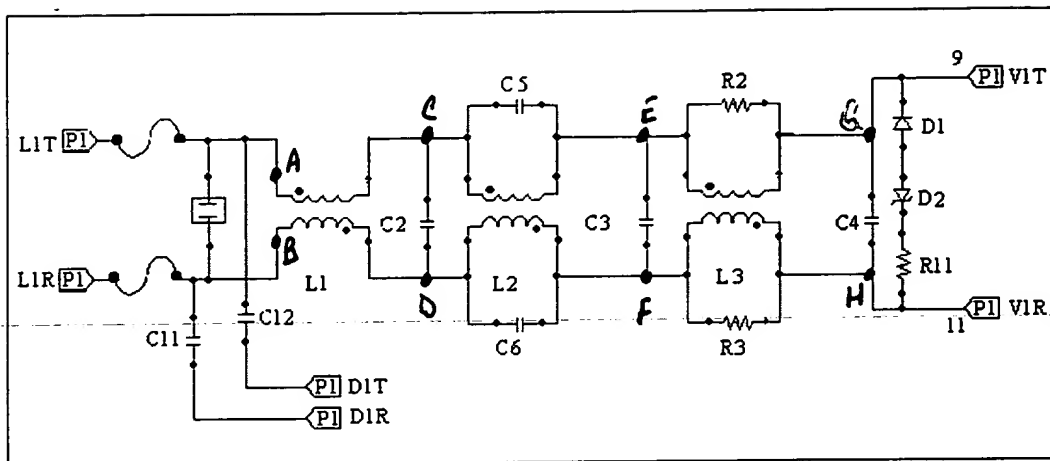 9
P1 V1T
C5
R2
L1T P1
A
C
E
G
D1
D2
C2
C3
C4
R11
L1R P1
B
L1
D
L2
F
L3
H
P1 V1R
11
C11
C12
C6
R3
P1 D1T
P1 D1R